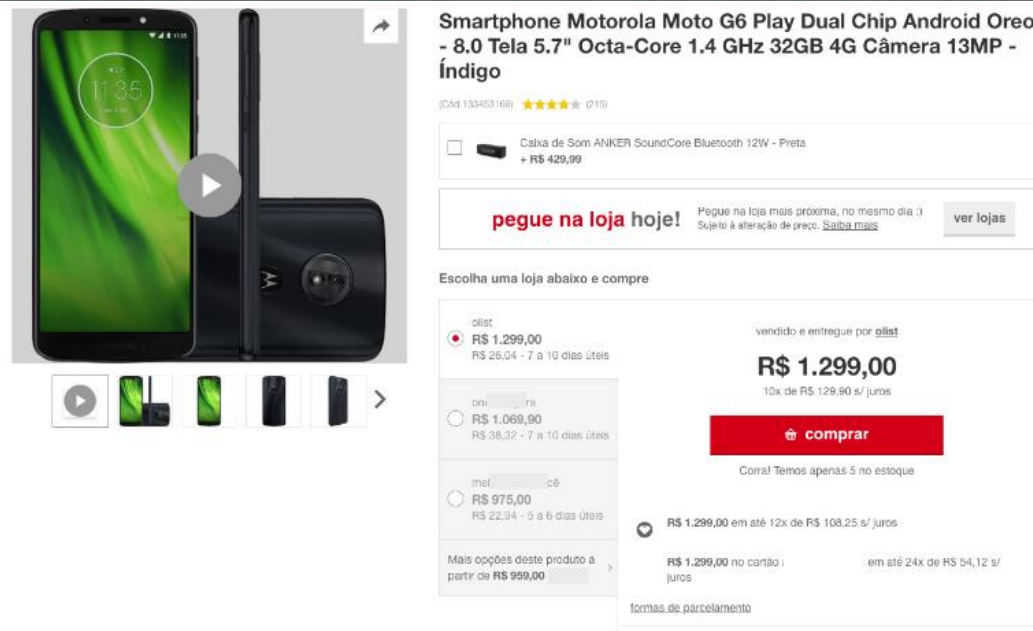 Smartphone Motorola Moto G6 Play Dual Chip Android Oreo
- 8.0 Tela 5.7" Octa-Core 1.4 GHz 32GB 4G Câmera 13MP -
Índigo
(Cód.133453169) (215)
Caixa de Som ANKER SoundCore Bluetooth 12W - Preta
+ R$ 429,99
pegue na loja hoje!
Pegue na loja mais próxima, no mesmo dia :)
Sujeito à alteração de preço. Saiba mais
ver lojas
Escolha uma loja abaixo e compre
olist
R$ 1.299,00
R$ 26,04 - 7 a 10 dias úteis
R$ 1.069,90
R$ 38,32 - 7 a 10 dias úteis
mel cê
R$ 975,00
R$ 22,94 - 5 a 6 dias úteis
Mais opções deste produto a
partir de R$ 959,00
vendido e entregue por olist
R$ 1.299,00
10x de R$ 129,90 s/ juros
comprar
Corra! Temos apenas 5 no estoque
R$ 1.299,00 em até 12x de R$ 108,25 s/ juros
R$ 1.299,00 no cartão em até 24x de R$ 54,12 s/
juros
formas de parcelamento
11:35